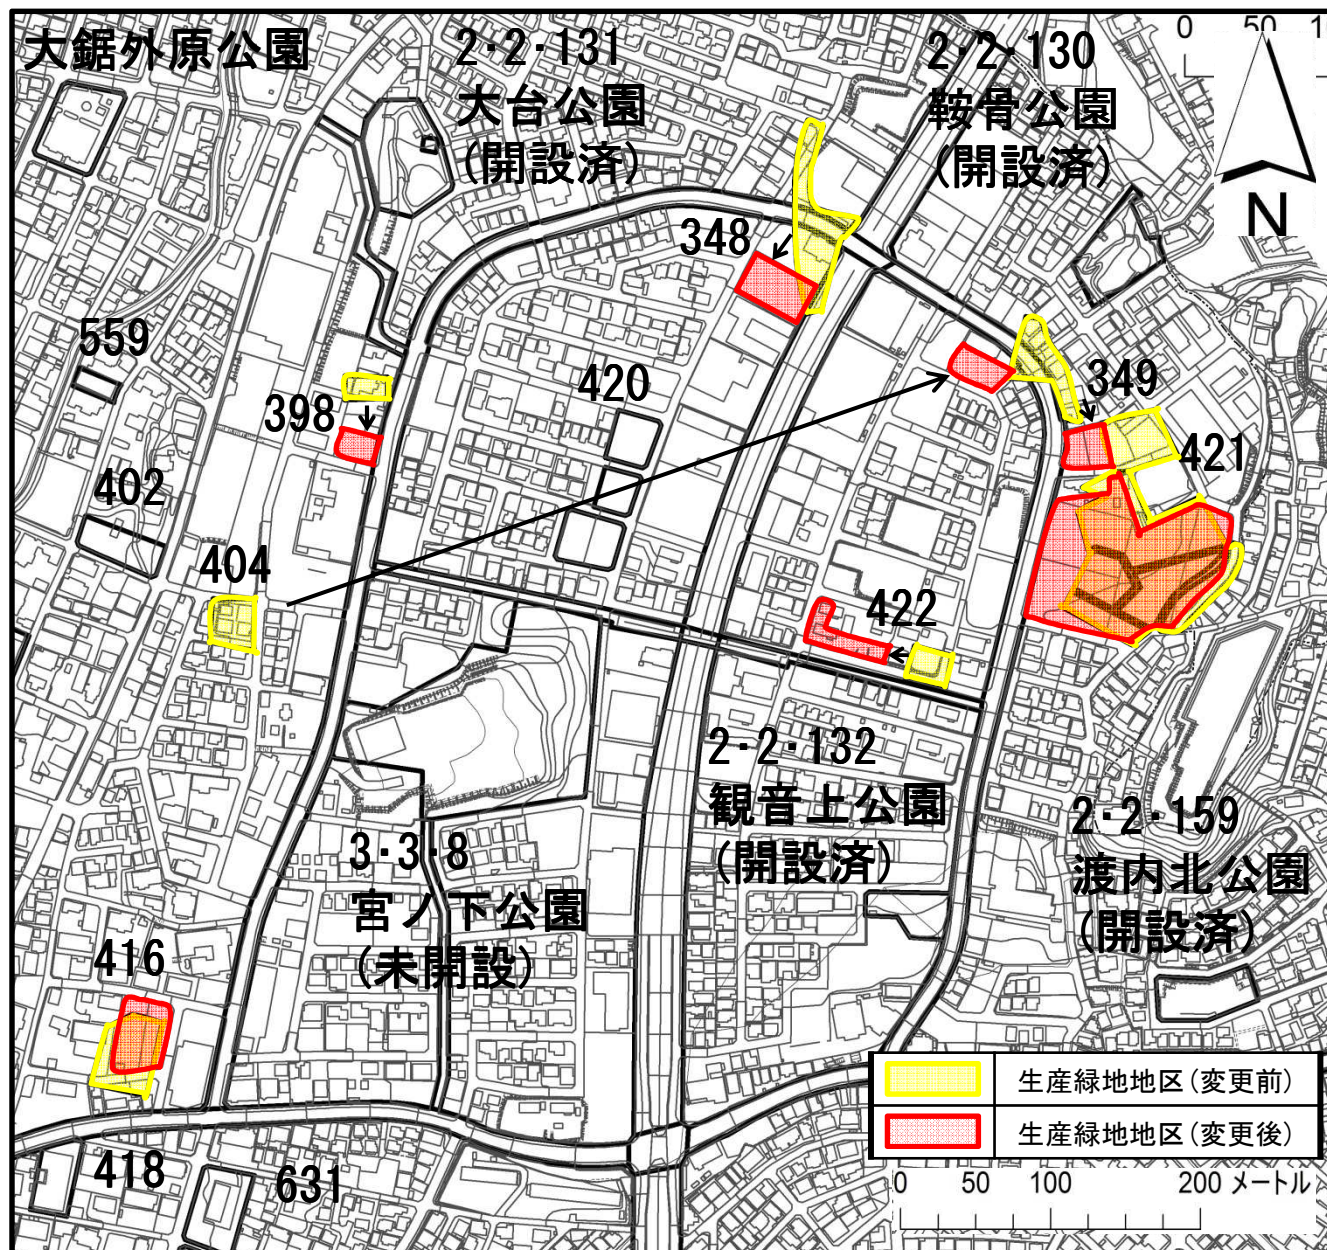 大鋸外原公園
2・2・131
大台公園
(開設済)
2・2・130
鞍骨公園
(開設済)
0 50
N
348
559
398
420
349
421
402
404
422
2・2・132
観音上公園
(開設済)
3・3・8
宮ノ下公園
(未開設)
2・2・159
渡内北公園
(開設済)
416
生産緑地地区(変更前)
生産緑地地区(変更後)
418
631
0 50 100 200 メートル